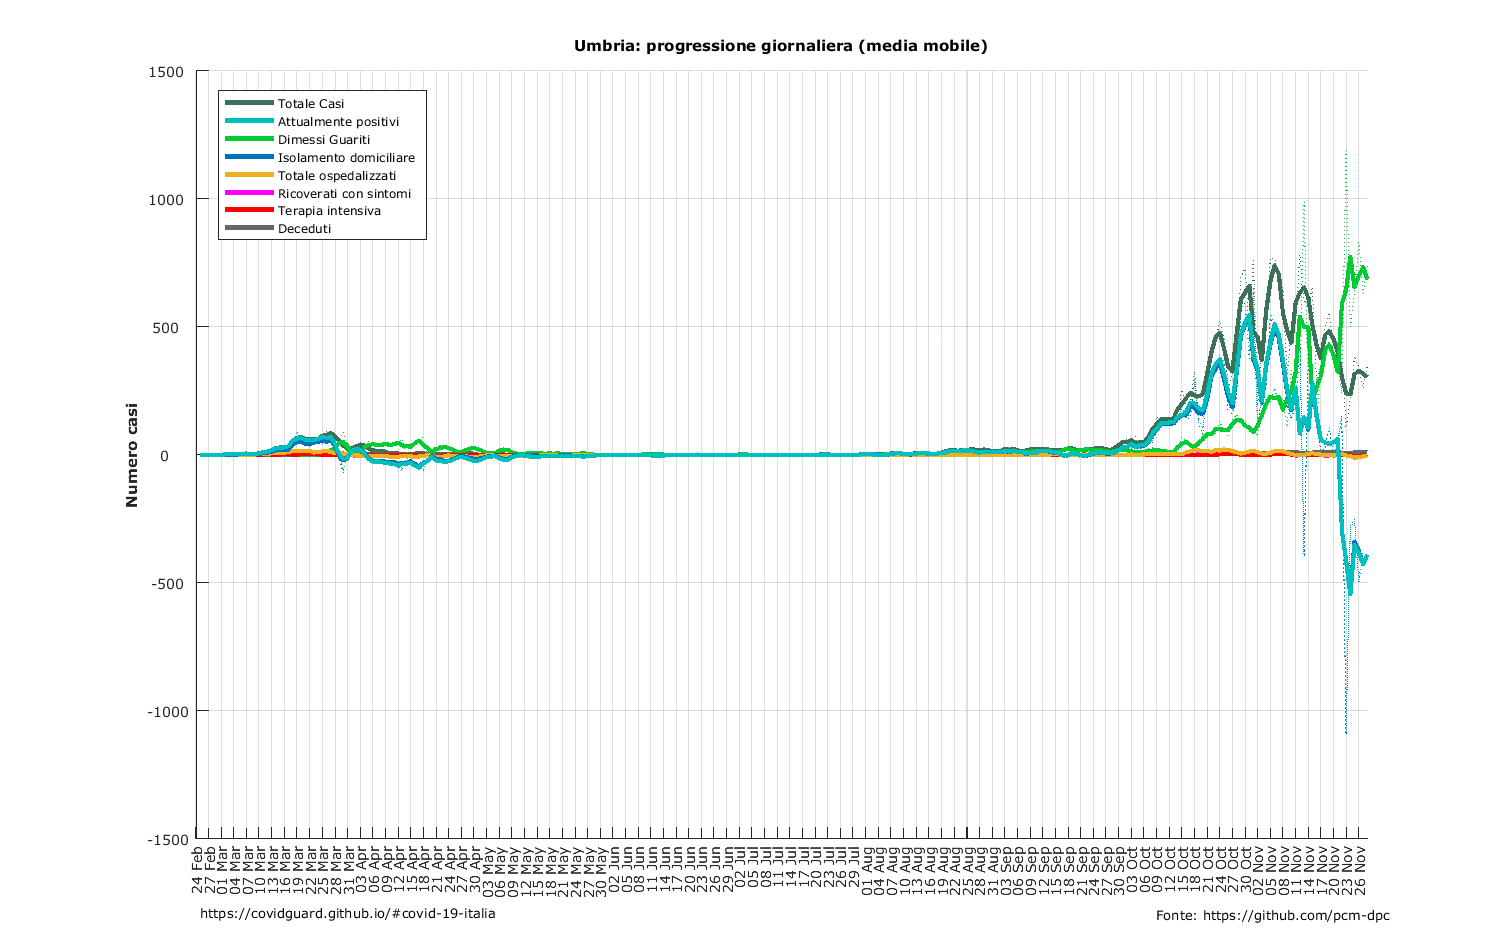 Umbria: progressione giornaliera (media mobile)
1500
1000
500
0
-500
-1000
-1500
Numero casi
Totale Casi
Attualmente positivi
Dimessi Guariti
Isolamento domiciliare
Totale ospedalizzati
Ricoverati con sintomi
Terapia intensiva
Deceduti
24 Feb
27 Feb
01 Mar
04 Mar
07 Mar
10 Mar
13 Mar
16 Mar
19 Mar
22 Mar
25 Mar
28 Mar
31 Mar
03 Apr
06 Apr
09 Apr
12 Apr
15 Apr
18 Apr
21 Apr
24 Apr
27 Apr
30 Apr
03 May
06 May
09 May
12 May
15 May
18 May
21 May
24 May
27 May
30 May
02 Jun
05 Jun
08 Jun
11 Jun
14 Jun
17 Jun
20 Jun
23 Jun
26 Jun
29 Jun
02 Jul
05 Jul
08 Jul
11 Jul
14 Jul
17 Jul
20 Jul
23 Jul
26 Jul
29 Jul
01 Aug
04 Aug
07 Aug
10 Aug
13 Aug
16 Aug
19 Aug
22 Aug
25 Aug
28 Aug
31 Aug
03 Sep
06 Sep
09 Sep
12 Sep
15 Sep
18 Sep
21 Sep
24 Sep
27 Sep
30 Sep
03 Oct
06 Oct
09 Oct
12 Oct
15 Oct
18 Oct
21 Oct
24 Oct
27 Oct
30 Oct
02 Nov
05 Nov
08 Nov
11 Nov
14 Nov
17 Nov
20 Nov
23 Nov
26 Nov
https://covidguard.github.io/#covid-19-italia
Fonte: https://github.com/pcm-dpc